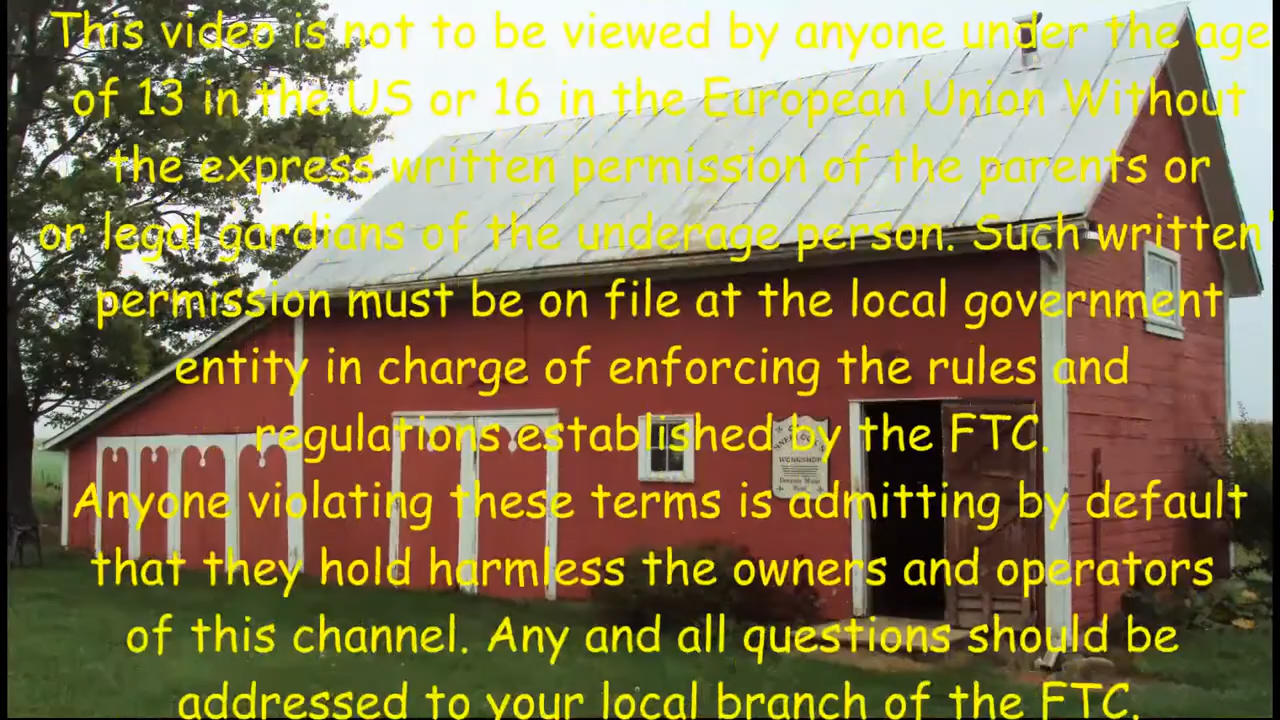 This video is not to be viewed by anyone under the age
of 13 in the US or 16 in the European Union Without
the express written permission of the parents or
or legal gardians of the underage person. Such written'
permission must be on file at the local government
entity in charge of enforcing the rules and
regulations established by the FTC.
Anyone violating these terms is admitting by default
that they hold harmless the owners and operators
of this channel. Any and all questions should be
addressed to your local branch of the FTC.
WORKSHOP